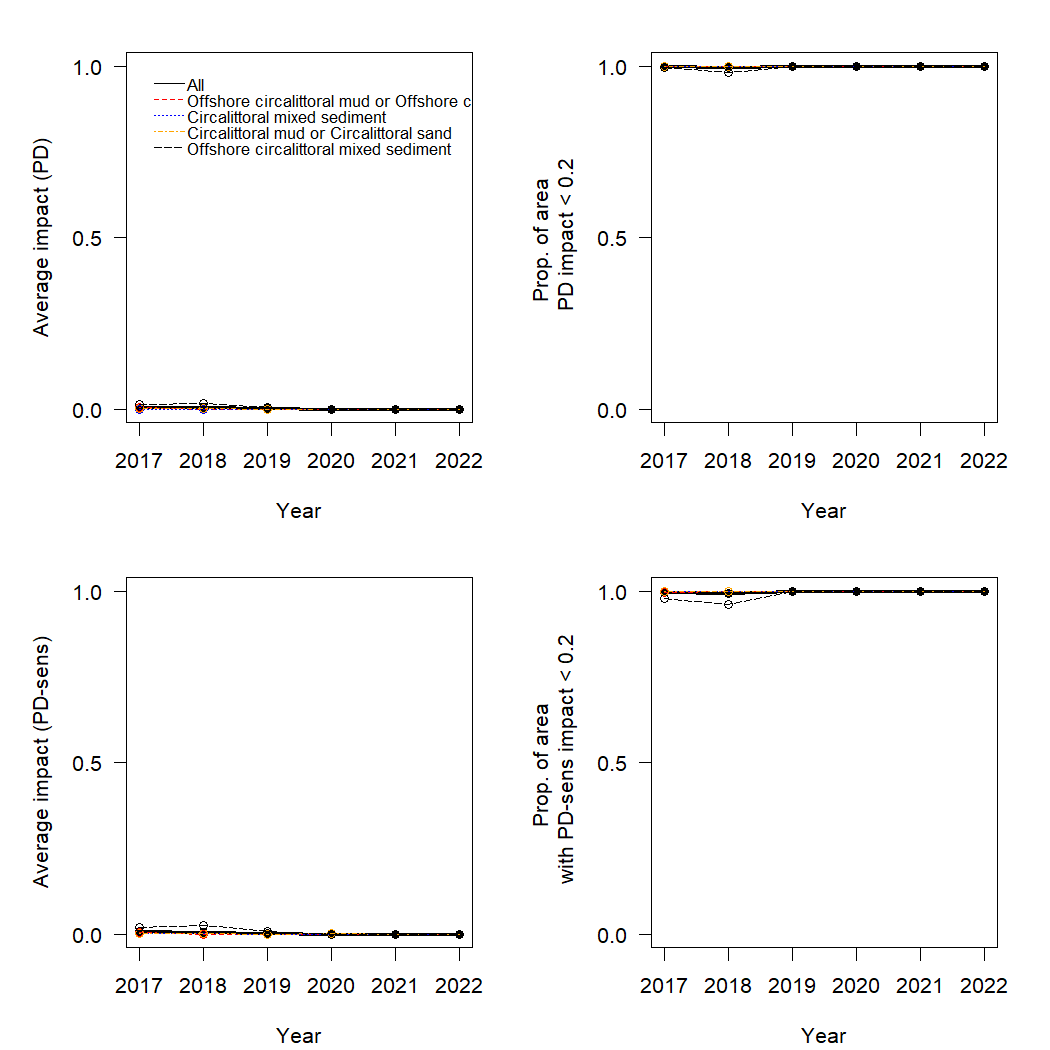 1.0
0.5
0.0
Average impact (PD)
All
Offshore circalittoral mud or Offshore c
Circalittoral mixed sediment
Circalittoral mud or Circalittoral sand
Offshore circalittoral mixed sediment
2017 2018 2019 2020 2021 2022
Year
Prop. of area
PD impact < 0.2
1.0
0.5
0.0
2017 2018 2019 2020 2021 2022
Year
Average impact (PD-sens)
1.0
0.5
0.0
2017 2018 2019 2020 2021 2022
Year
Prop. of area
with PD-sens impact < 0.2
1.0
0.5
0.0
2017 2018 2019 2020 2021 2022
Year